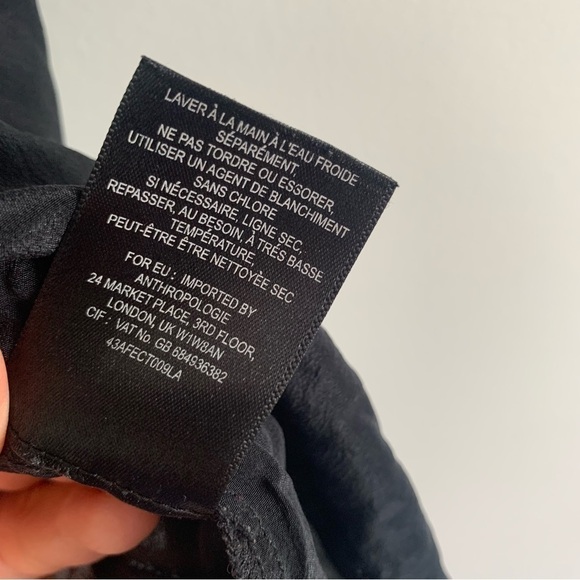 LAVER À LA MAIN À L'EAU FROIDE
SÉPARÉMENT,
NE PAS TORDRE OU ESSORER,
UTILISER UN AGENT DE BLANCHIMENT
SANS CHLORE
SI NÉCESSAIRE, LIGNE SEC,
REPASSER, AU BESOIN, À TRÉS BASSE
TEMPÉRATURE,
PEUT-ÊTRE ÊTRE NETTOYÉE SEC
FOR EU : IMPORTED BY
ANTHROPOLOGIE
24 MARKET PLACE, 3RD FLOOR,
LONDON, UK W1W8AN
CIF : VAT No. GB 684936382
43AFECT009LA